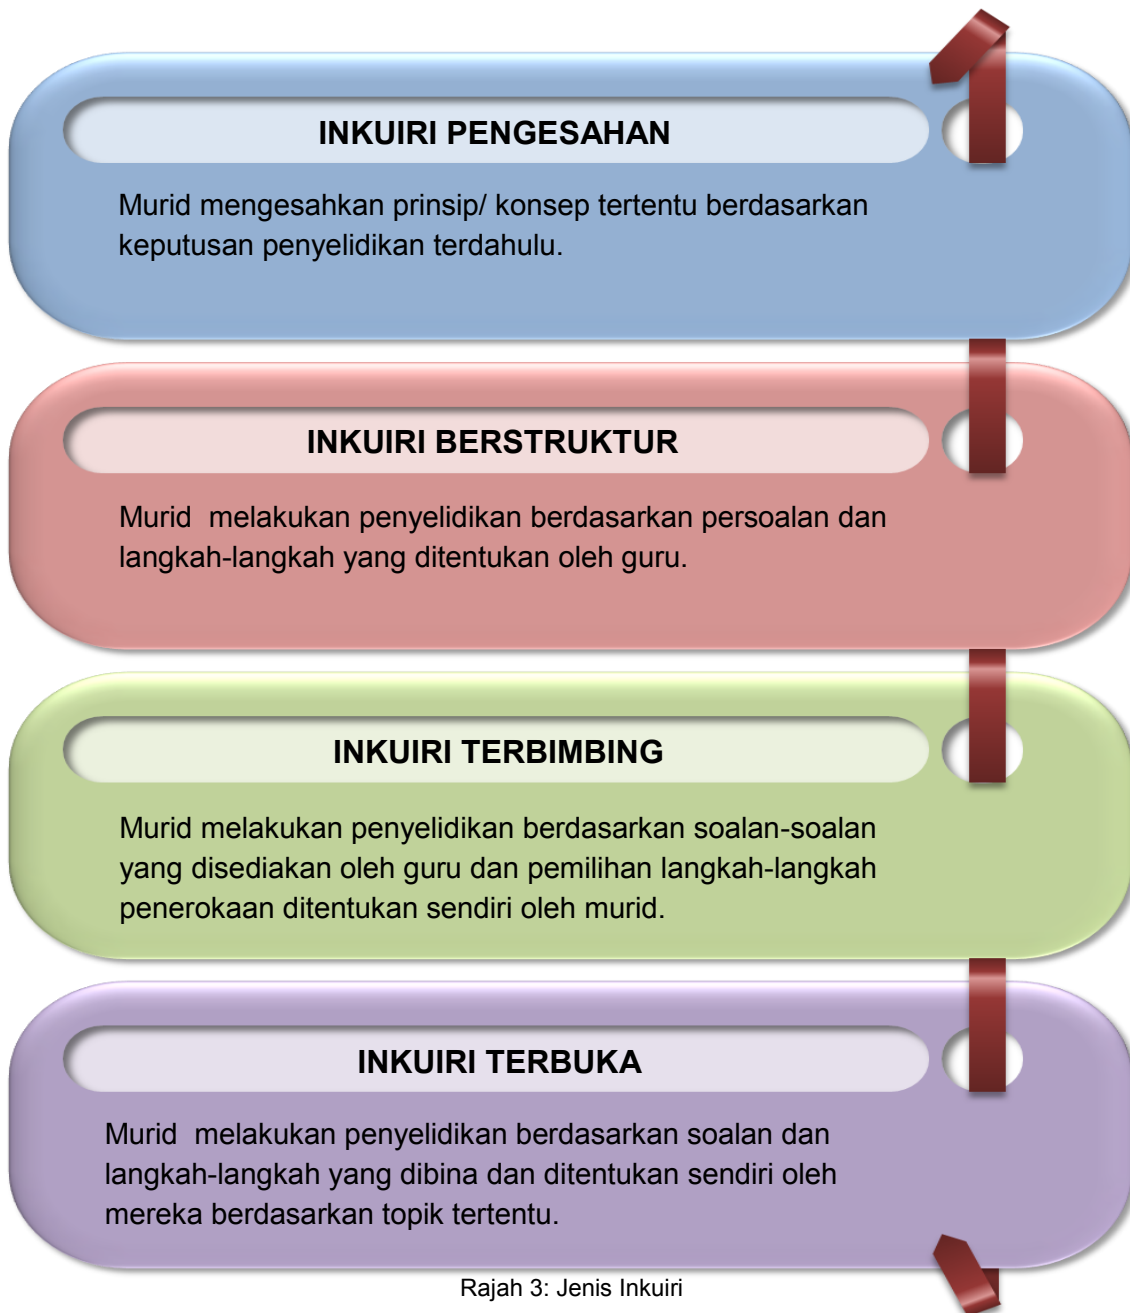 INKUIRI PENGESAHAN
Murid mengesahkan prinsip/ konsep tertentu berdasarkan
keputusan penyelidikan terdahulu.
INKUIRI BERSTRUKTUR
Murid  melakukan penyelidikan berdasarkan persoalan dan
langkah-langkah yang ditentukan oleh guru.
INKUIRI TERBIMBING
Murid melakukan penyelidikan berdasarkan soalan-soalan
yang disediakan oleh guru dan pemilihan langkah-langkah
penerokaan ditentukan sendiri oleh murid.
INKUIRI TERBUKA
Murid  melakukan penyelidikan berdasarkan soalan dan
langkah-langkah yang dibina dan ditentukan sendiri oleh
mereka berdasarkan topik tertentu.
Rajah 3: Jenis Inkuiri